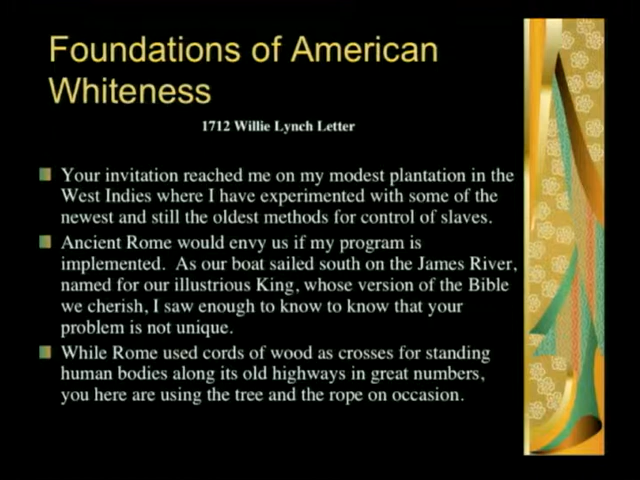 Foundations of American
Whiteness
1712 Willie Lynch Letter
Your invitation reached me on my modest plantation in the
West Indies where I have experimented with some of the
newest and still the oldest methods for control of slaves.
Ancient Rome would envy us if my program is
implemented. As our boat sailed south on the James River,
named for our illustrious King, whose version of the Bible
we cherish, I saw enough to know to know that your
problem is not unique.
While Rome used cords of wood as crosses for standing
human bodies along its old highways in great numbers,
you here are using the tree and the rope on occasion.